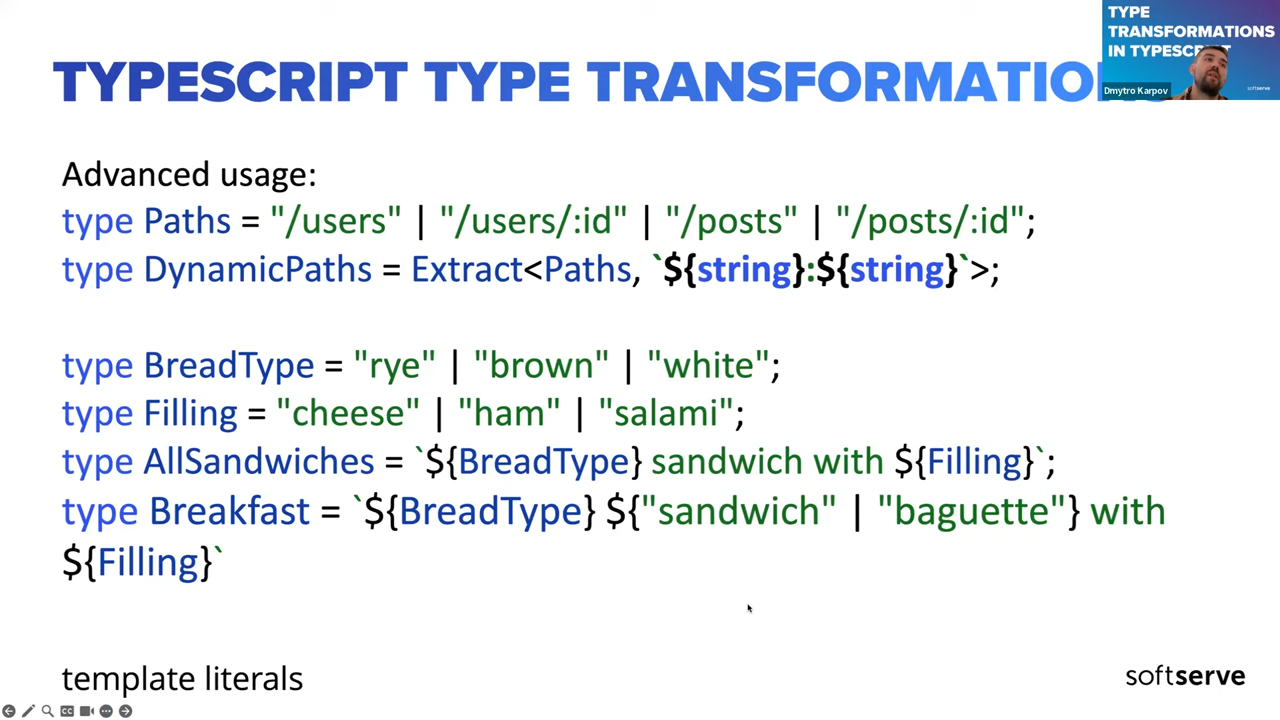 TYPE
TRANSFORMATIONS
IN TYPESCRIPT
Dmytro Karpov
softserve
TYPESCRIPT TYPE TRANSFORMATIO
Advanced usage:
type Paths = "/users" | "/users/:id" | "/posts" | "/posts/:id";
type DynamicPaths = Extract<Paths, `${string}:${string}`>;
type BreadType = "rye" | "brown" | "white";
type Filling = "cheese" | "ham" | "salami";
type AllSandwiches = `${BreadType} sandwich with ${Filling}`;
type Breakfast = `${BreadType} ${"sandwich" | "baguette"} with
${Filling}`
template literals
softserve